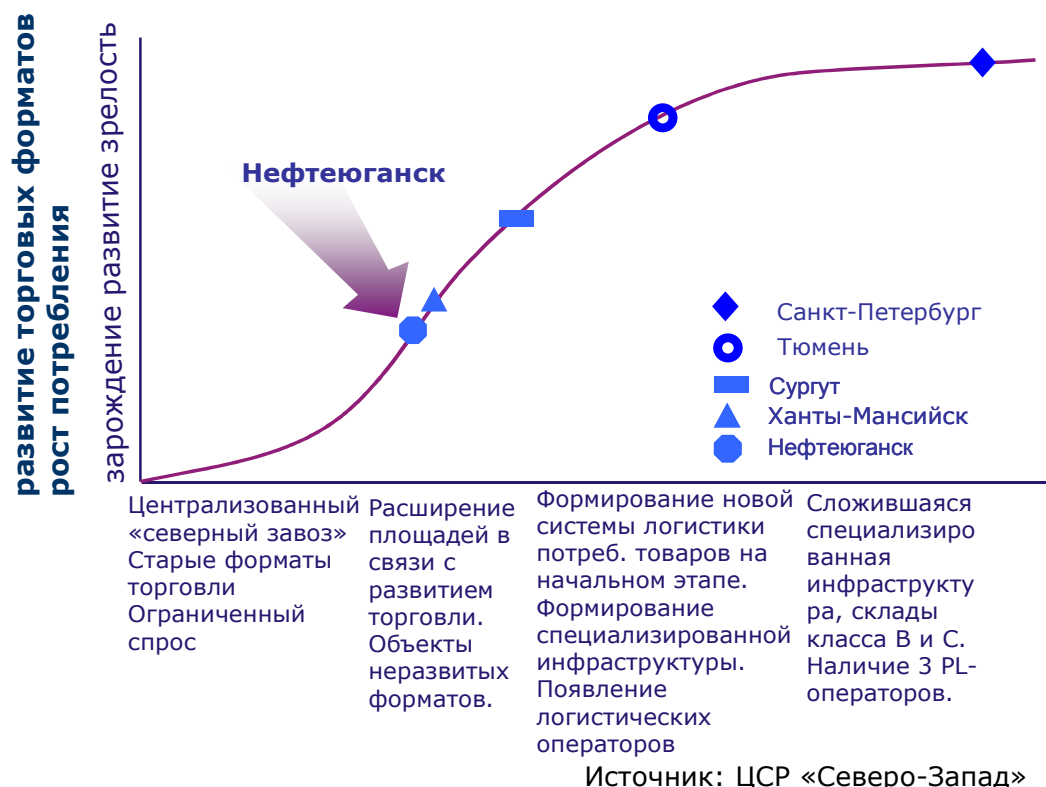 развитие торговых форматов
рост потребления
зарождение развитие зрелость
Нефтеюганск
Санкт-Петербург
Тюмень
Сургут
Ханты-Мансийск
Нефтеюганск
Централизованный
«северный завоз»
Старые форматы
торговли
Ограниченный
спрос
Расширение
площадей в
связи с
развитием
торговли.
Объекты
неразвитых
форматов.
Формирование новой
системы логистики
потреб. товаров на
начальном этапе.
Формирование
специализированной
инфраструктуры.
Появление
логистических
операторов
Сложившаяся
специализиро
ванная
инфраструкту
ра, склады
класса В и С.
Наличие 3 PL-
операторов.
Источник: ЦСР «Северо-Запад»